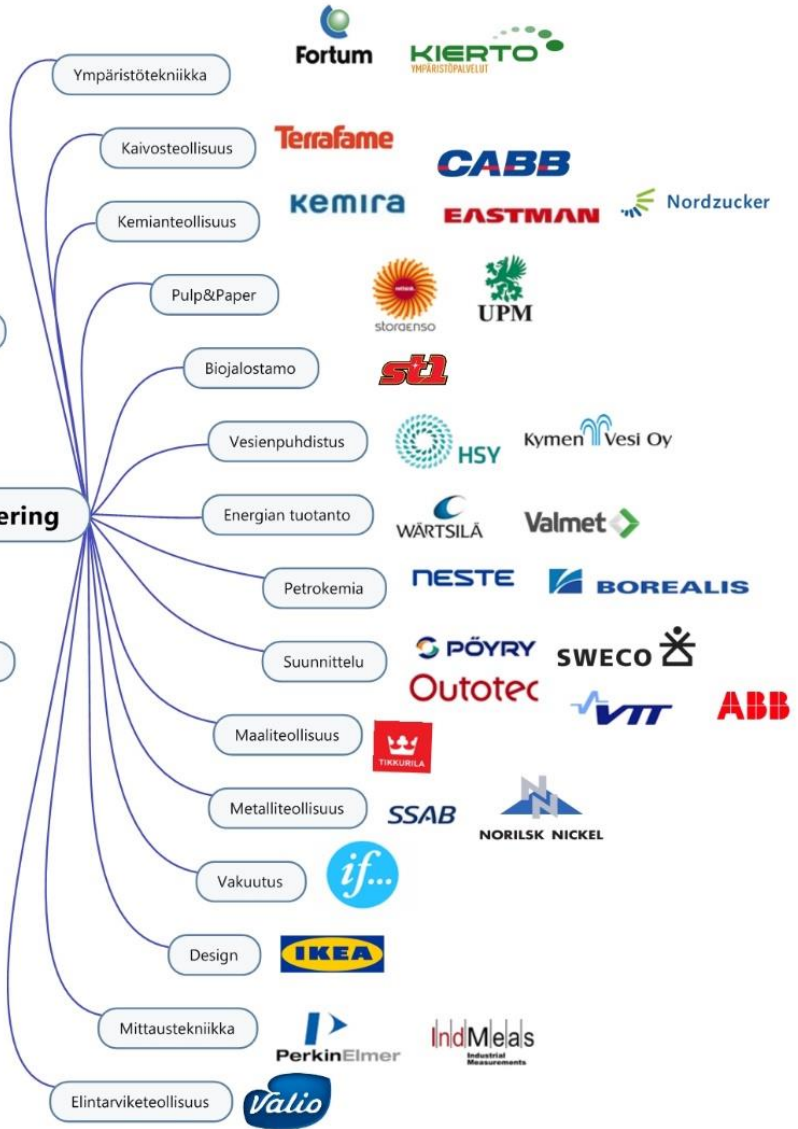 Fortum
KIERTO
YMPÄRISTÖPALVELUT
Ympäristötekniikka
Terrafame
Kaivosteollisuus
CABB
Kemira
EASTMAN
Nordzucker
Kemianteollisuus
Pulp&Paper
storaenso
UPM
Biojalostamo
st1
Vesienpuhdistus
HSY
Kymen Vesi Oy
ering
Energian tuotanto
WÄRTSILÄ
Valmet
Petrokemia
NESTE
BOREALIS
Suunnittelu
PÖYRY
SWECO
Outotec
VTT
ABB
Maaliteollisuus
TIKKURILA
Metalliteollisuus
SSAB
NORILSK NICKEL
Vakuutus
if...
Design
IKEA
Mittaustekniikka
PerkinElmer
IndMeas
Industrial
Measurements
Elintarviketeollisuus
Valio